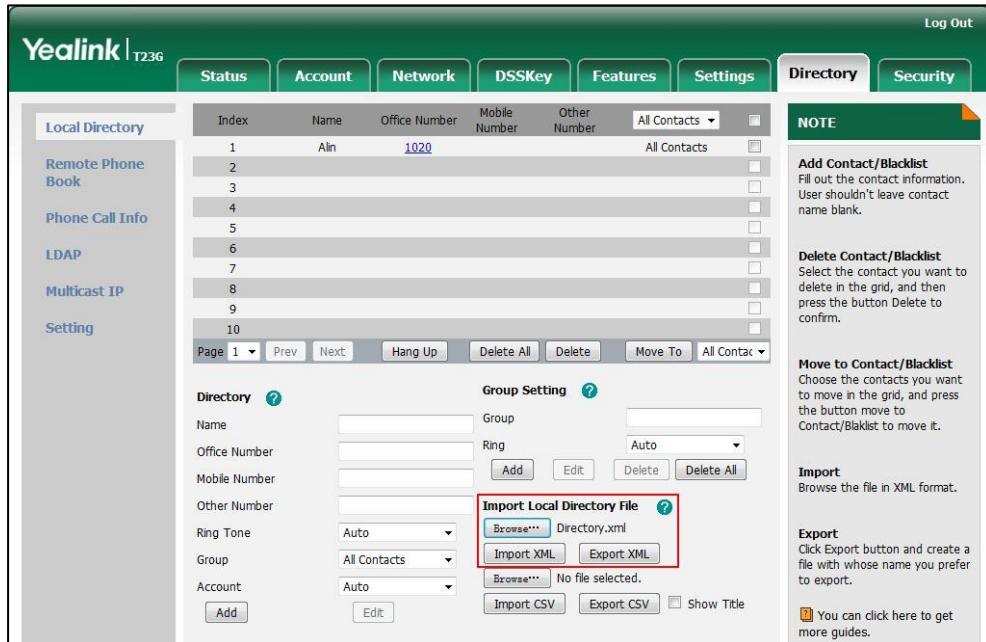 Log Out
Yealink T23G
Status Account Network DSSKey Features Settings Directory Security
Local Directory
Remote Phone
Book
Phone Call Info
LDAP
Multicast IP
Setting
Index Name Office Number Mobile Number Other Number All Contacts
1 Alin 1020 All Contacts
2
3
4
5
6
7
8
9
10
Page 1 Prev Next Hang Up Delete All Delete Move To All Contac
Directory ?
Name
Office Number
Mobile Number
Other Number
Ring Tone Auto
Group All Contacts
Account Auto
Add Edit
Group Setting ?
Group
Ring Auto
Add Edit Delete Delete All
Import Local Directory File ?
Browse... Directory.xml
Import XML Export XML
Browse... No file selected.
Import CSV Export CSV Show Title
NOTE
Add Contact/Blacklist
Fill out the contact information.
User shouldn't leave contact
name blank.
Delete Contact/Blacklist
Select the contact you want to
delete in the grid, and then
press the button Delete to
confirm.
Move to Contact/Blacklist
Choose the contacts you want
to move in the grid, and press
the button move to
Contact/Blaklist to move it.
Import
Browse the file in XML format.
Export
Click Export button and create a
file with whose name you prefer
to export.
? You can click here to get
more guides.